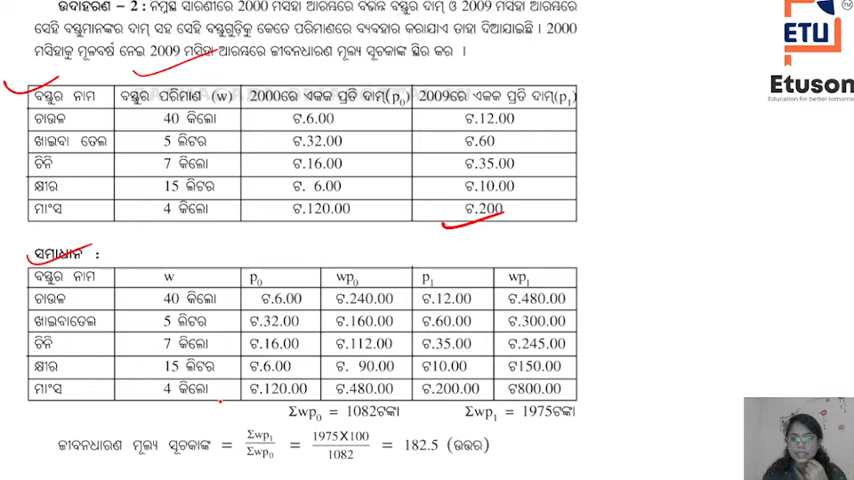 ଉଦାହରଣ – 2 : ନିମ୍ନସ୍ଥ ସାରଣୀରେ 2000 ମସିହା ଆରମ୍ଭରେ ବିଭିନ୍ନ ବସ୍ତୁର ଦାମ୍ ଓ 2009 ମସିହା ଆରମ୍ଭରେ
ସେହି ବସ୍ତୁମାନଙ୍କର ଦାମ୍ ସହ ସେହି ବସ୍ତୁଗୁଡ଼ିକୁ କେତେ ପରିମାଣରେ ବ୍ୟବହାର କରାଯାଏ ତାହା ଦିଆଯାଇଛି । 2000
ମସିହାକୁ ମୂଳବର୍ଷ ନେଇ 2009 ମସିହା ଆରମ୍ଭରେ ଜୀବନଧାରଣ ମୂଲ୍ୟ ସୂଚକାଙ୍କ ସ୍ଥିର କର ।
TM
ETU
Etuson
Education for better tomorrow
ବସ୍ତୁର ନାମ ବସ୍ତୁର ପରିମାଣ (w) 2000ରେ ଏକକ ପ୍ରତି ଦାମ୍(p₀) 2009ରେ ଏକକ ପ୍ରତି ଦାମ୍(p₁)
ଚାଉଳ 40 କିଲୋ ଟ.6.00 ଟ.12.00
ଖାଇବା ତେଲ 5 ଲିଟର ଟ.32.00 ଟ.60
ଚିନି 7 କିଲୋ ଟ.16.00 ଟ.35.00
କ୍ଷୀର 15 ଲିଟର ଟ. 6.00 ଟ.10.00
ମାଂସ 4 କିଲୋ ଟ.120.00 ଟ.200
ସମାଧାନ :
ବସ୍ତୁର ନାମ w p₀ wp₀ p₁ wp₁
ଚାଉଳ 40 କିଲୋ ଟ.6.00 ଟ.240.00 ଟ.12.00 ଟ.480.00
ଖାଇବାତେଲ 5 ଲିଟର ଟ.32.00 ଟ.160.00 ଟ.60.00 ଟ.300.00
ଚିନି 7 କିଲୋ ଟ.16.00 ଟ.112.00 ଟ.35.00 ଟ.245.00
କ୍ଷୀର 15 ଲିଟର ଟ.6.00 ଟ. 90.00 ଟ10.00 ଟ150.00
ମାଂସ 4 କିଲୋ ଟ.120.00 ଟ.480.00 ଟ.200.00 ଟ800.00
Σwp₀ = 1082ଟଙ୍କା Σwp₁ = 1975ଟଙ୍କା
ଜୀବନଧାରଣ ମୂଲ୍ୟ ସୂଚକାଙ୍କ = Σwp₁/Σwp₀ = 1975X100/1082 = 182.5 (ଉତ୍ତର)